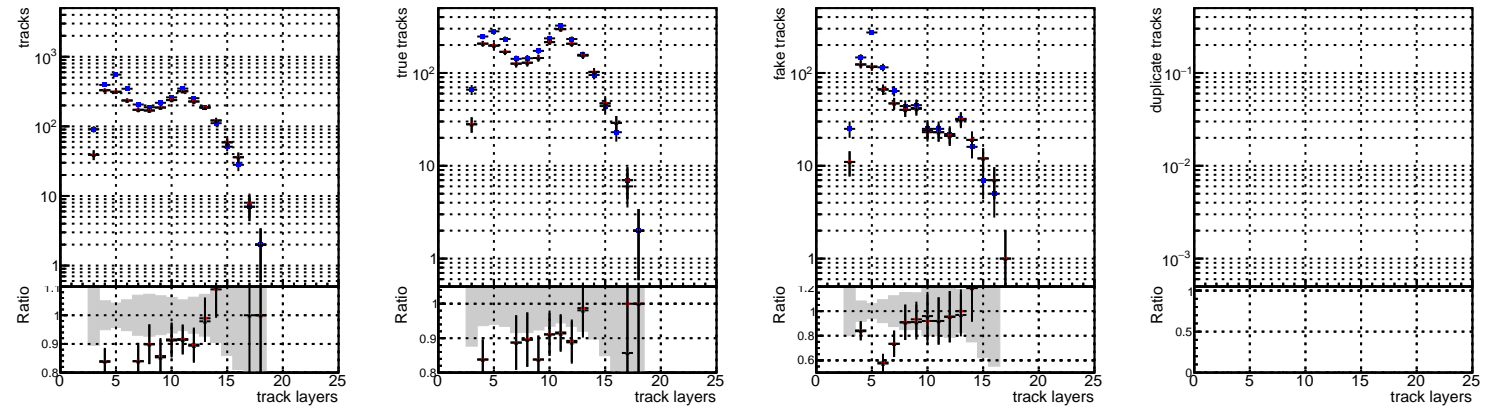 tracks
10³
10²
10
1
1.1
1
0.9
0.8
Ratio
0 5 10 15 20 25
track layers
true tracks
10²
10
1
1
0.9
0.8
Ratio
0 5 10 15 20 25
track layers
fake tracks
10²
10
1
1.2
1
0.8
0.6
Ratio
0 5 10 15 20 25
track layers
duplicate tracks
10⁻¹
10⁻²
10⁻³
1
0.5
0
Ratio
0 5 10 15 20 25
track layers